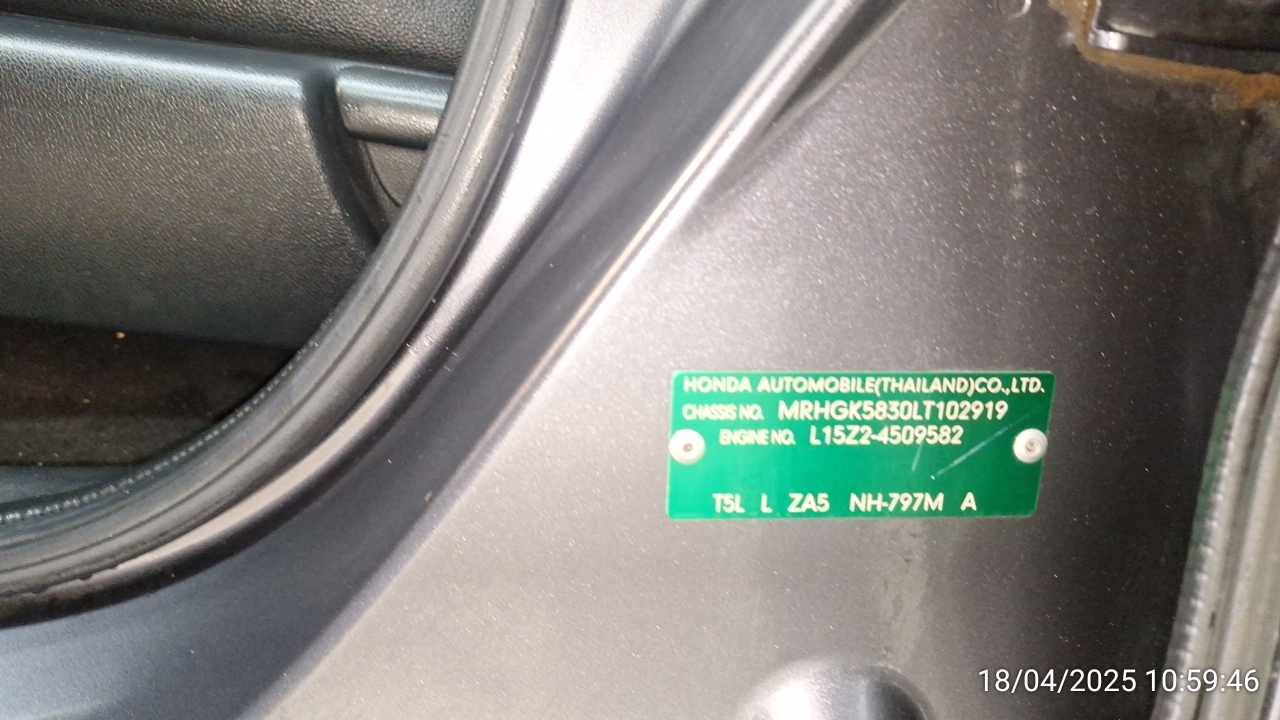 HONDA AUTOMOBILE(THAILAND)CO.,LTD.
CHASSIS NO. MRHGK5830LT102919
ENGINE NO. L15Z2-4509582
T5L L ZA5 NH-797M A
18/04/2025 10:59:46